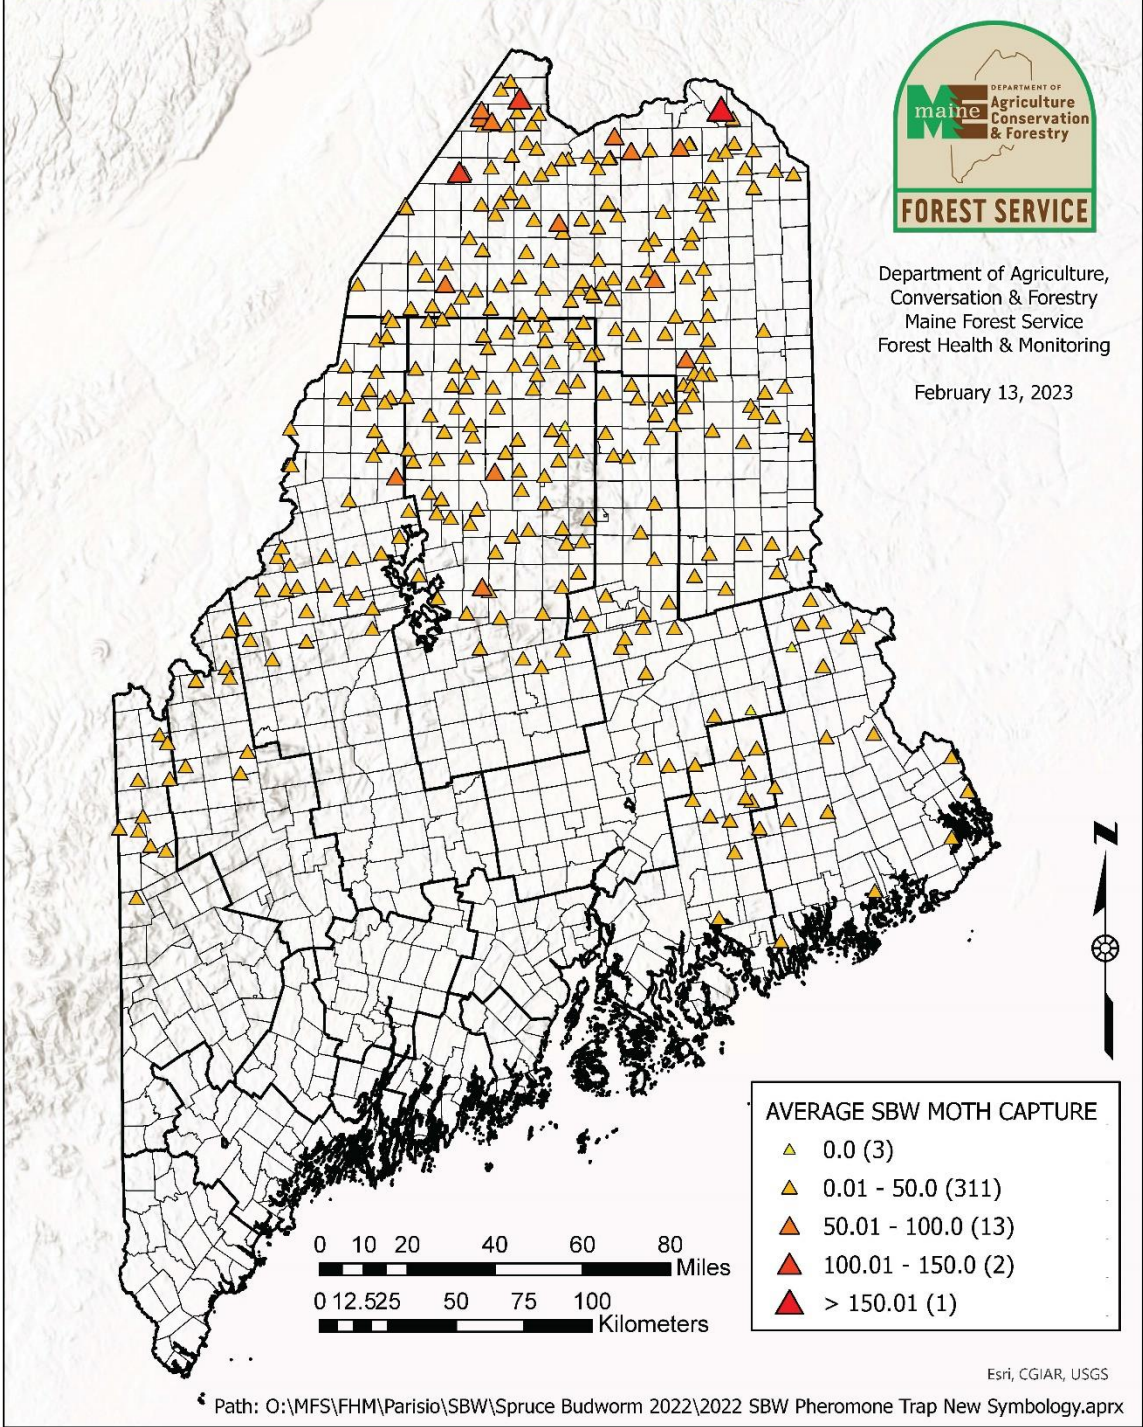 DEPARTMENT OF
maine
Agriculture
Conservation
& Forestry
FOREST SERVICE
Department of Agriculture,
Conversation & Forestry
Maine Forest Service
Forest Health & Monitoring
February 13, 2023
Z
AVERAGE SBW MOTH CAPTURE
0.0 (3)
0.01 - 50.0 (311)
50.01 - 100.0 (13)
100.01 - 150.0 (2)
> 150.01 (1)
0 10 20 40 60 80
Miles
0 12.525 50 75 100
Kilometers
Esri, CGIAR, USGS
Path: O:\MFS\FHM\Parisio\SBW\Spruce Budworm 2022\2022 SBW Pheromone Trap New Symbology.aprx